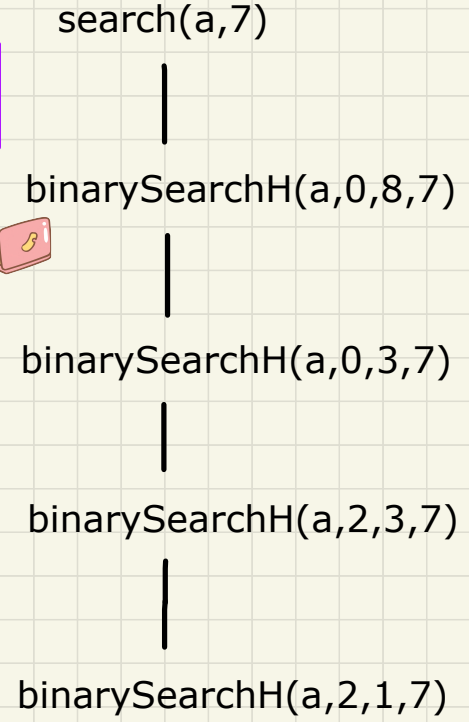 search(a,7)
binarySearchH(a,0,8,7)
binarySearchH(a,0,3,7)
binarySearchH(a,2,3,7)
binarySearchH(a,2,1,7)